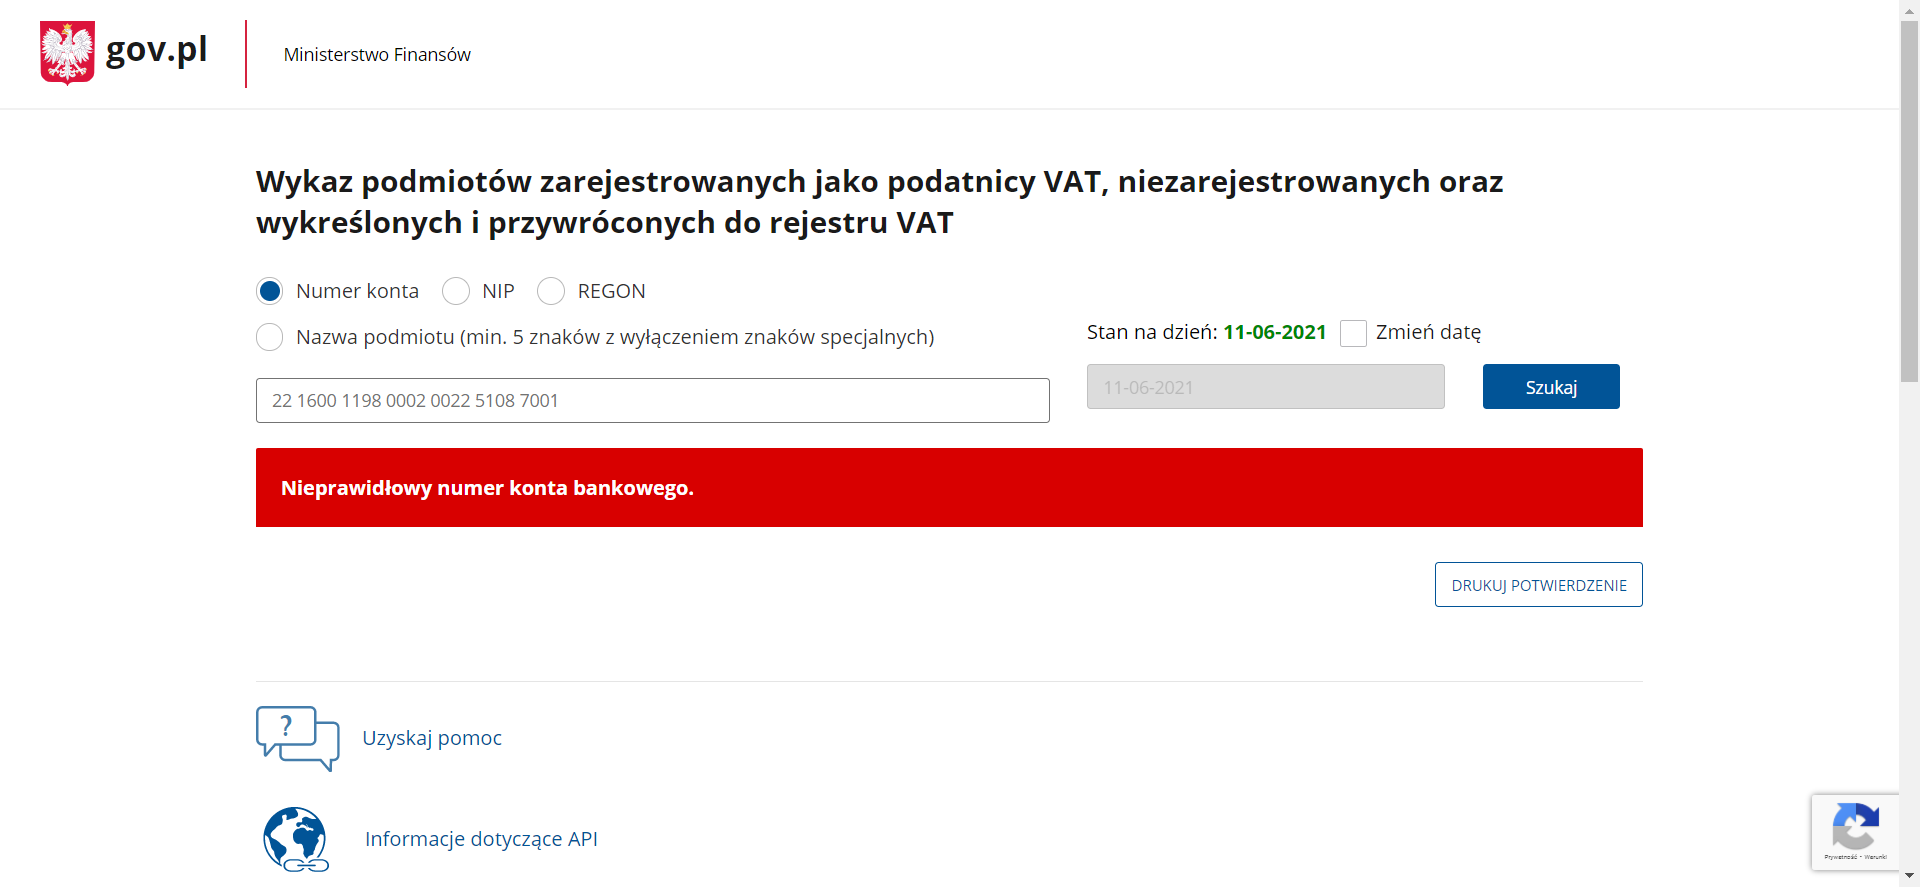 gov.pl
Ministerstwo Finansów
Wykaz podmiotów zarejestrowanych jako podatnicy VAT, niezarejestrowanych oraz
wykreślonych i przywróconych do rejestru VAT
Numer konta NIP REGON
Nazwa podmiotu (min. 5 znaków z wyłączeniem znaków specjalnych)
22 1600 1198 0002 0022 5108 7001
Stan na dzień: 11-06-2021 Zmień datę
11-06-2021
Szukaj
Nieprawidłowy numer konta bankowego.
DRUKUJ POTWIERDZENIE
?
Uzyskaj pomoc
Informacje dotyczące API
Prywatność - Warunki